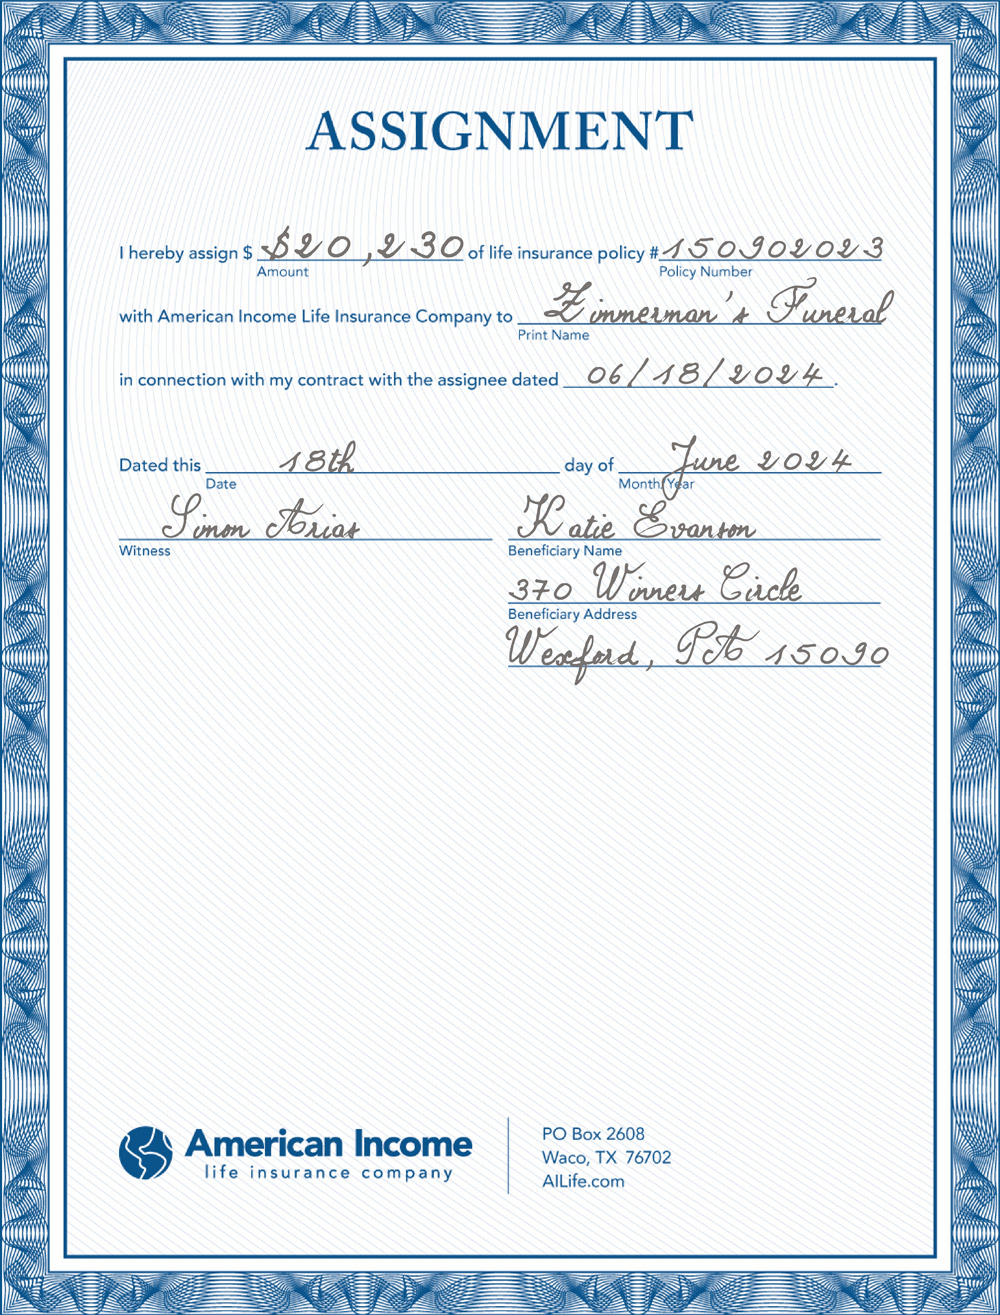 ASSIGNMENT
I hereby assign $ $20,230 of life insurance policy # 150902023
Amount Policy Number
with American Income Life Insurance Company to Zimmerman's Funeral
Print Name
in connection with my contract with the assignee dated 06/18/2024.
Dated this 18th day of June 2024
Date Month/Year
Simon Arias Katie Evanson
Witness Beneficiary Name
370 Winners Circle
Beneficiary Address
Wexford, PA 15090
American Income
life insurance company
PO Box 2608
Waco, TX 76702
AILife.com